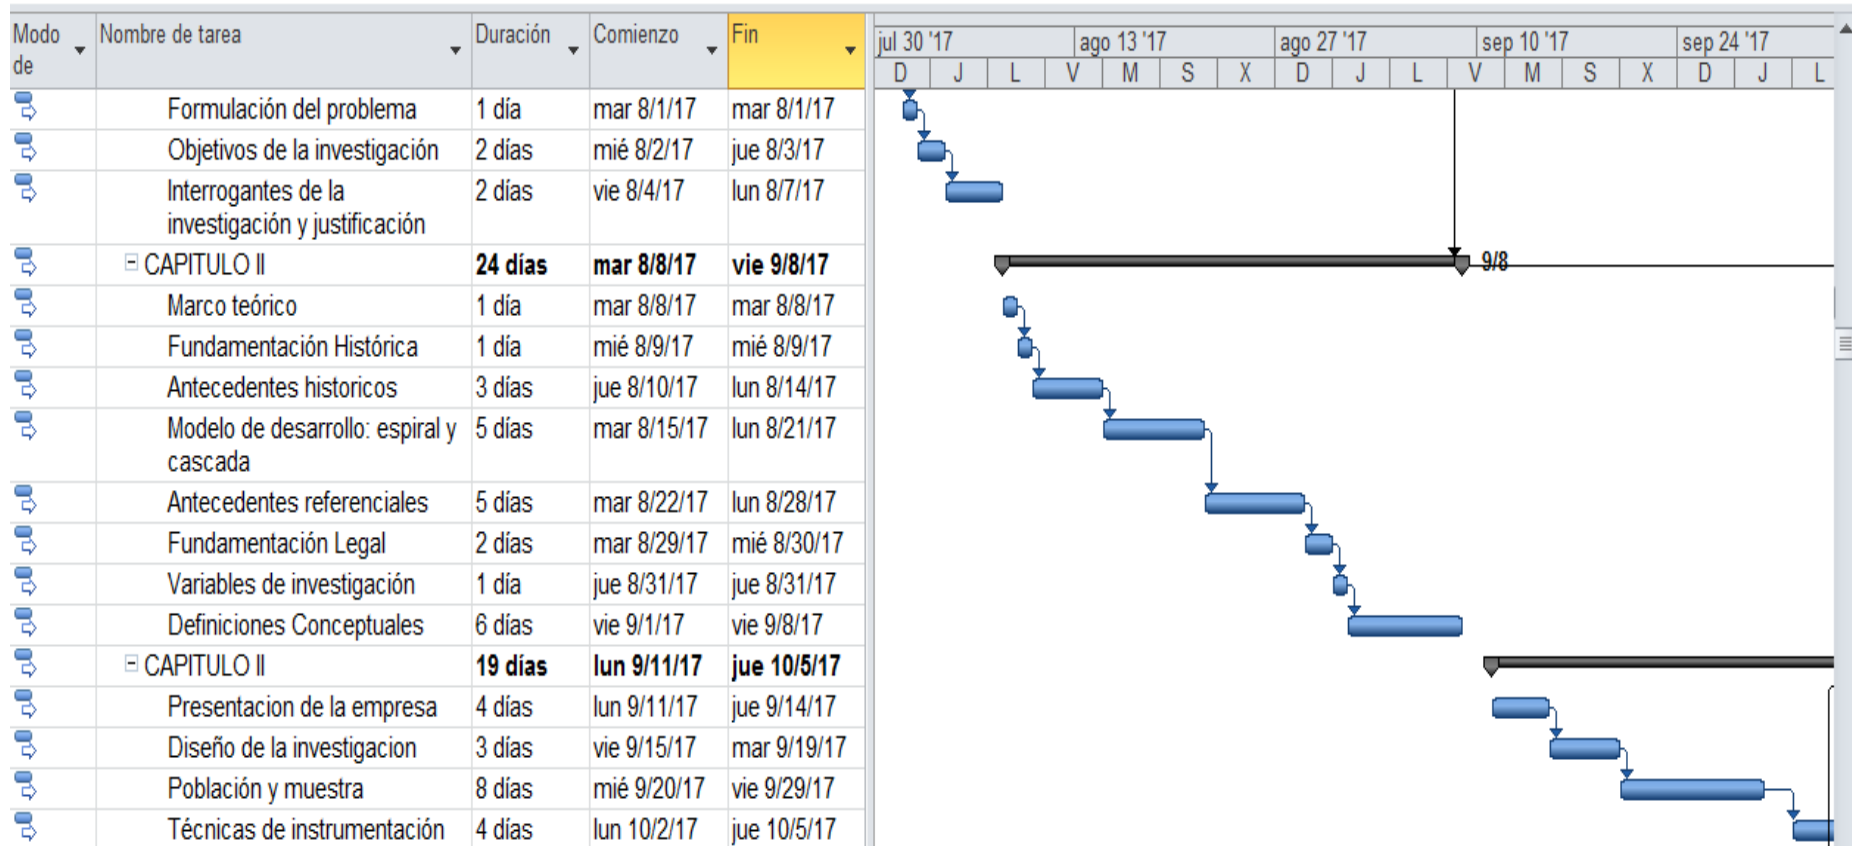 Modo de Nombre de tarea Duración Comienzo Fin
jul 30 '17 ago 13 '17 ago 27 '17 sep 10 '17 sep 24 '17
D J L V M S X D J L V M S X D J L
Formulación del problema 1 día mar 8/1/17 mar 8/1/17
Objetivos de la investigación 2 días mié 8/2/17 jue 8/3/17
Interrogantes de la 2 días vie 8/4/17 lun 8/7/17
investigación y justificación
CAPITULO II 24 días mar 8/8/17 vie 9/8/17 9/8
Marco teórico 1 día mar 8/8/17 mar 8/8/17
Fundamentación Histórica 1 día mié 8/9/17 mié 8/9/17
Antecedentes historicos 3 días jue 8/10/17 lun 8/14/17
Modelo de desarrollo: espiral y 5 días mar 8/15/17 lun 8/21/17
cascada
Antecedentes referenciales 5 días mar 8/22/17 lun 8/28/17
Fundamentación Legal 2 días mar 8/29/17 mié 8/30/17
Variables de investigación 1 día jue 8/31/17 jue 8/31/17
Definiciones Conceptuales 6 días vie 9/1/17 vie 9/8/17
CAPITULO II 19 días lun 9/11/17 jue 10/5/17
Presentacion de la empresa 4 días lun 9/11/17 jue 9/14/17
Diseño de la investigacion 3 días vie 9/15/17 mar 9/19/17
Población y muestra 8 días mié 9/20/17 vie 9/29/17
Técnicas de instrumentación 4 días lun 10/2/17 jue 10/5/17